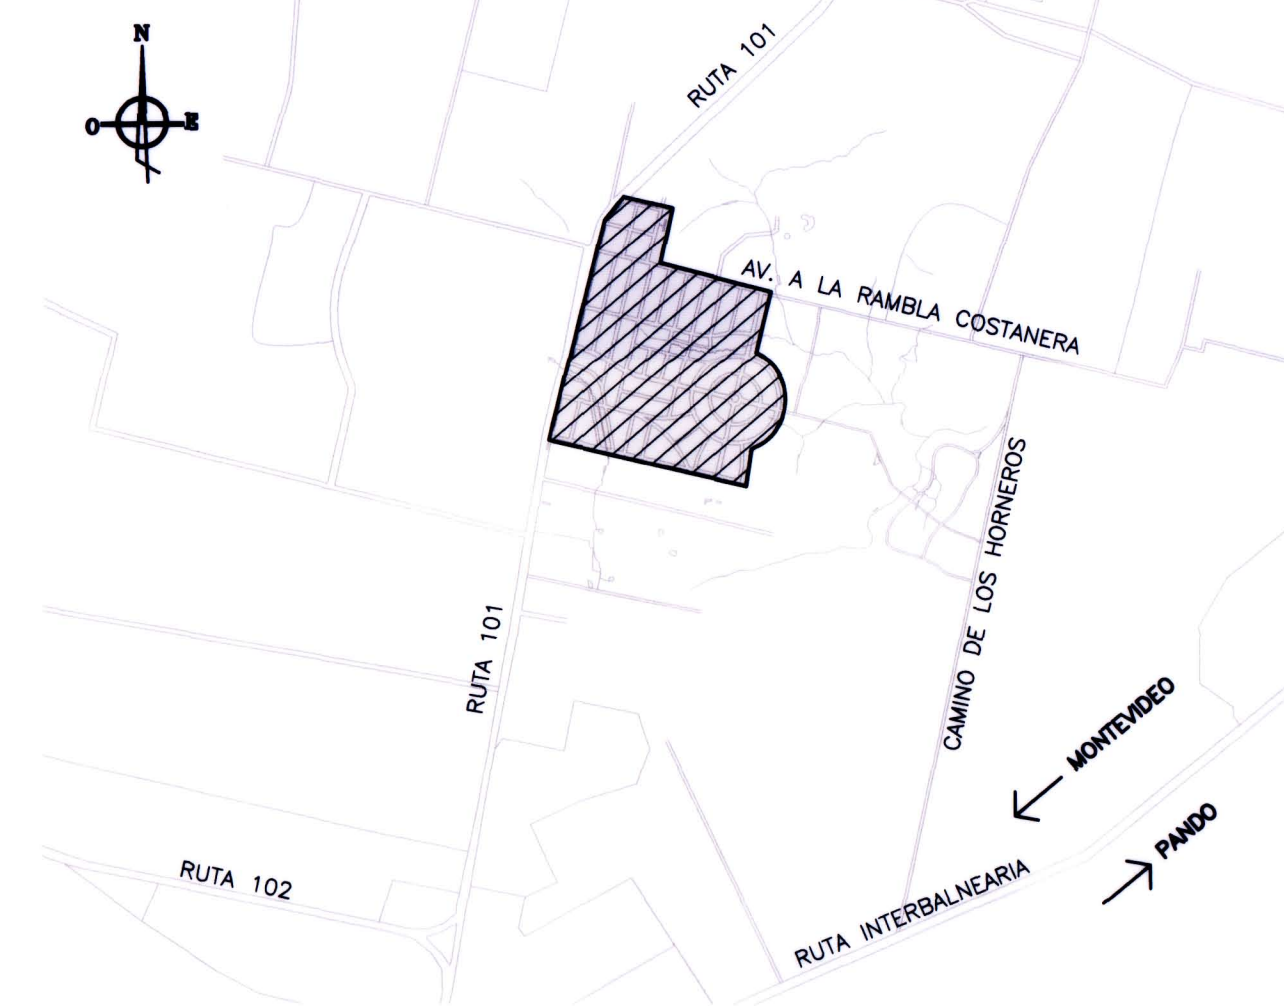 N
O E
RUTA 101
AV. A LA RAMBLA COSTANERA
CAMINO DE LOS HORNEROS
RUTA 101
MONTEVIDEO
PANDO
RUTA 102
RUTA INTERBALNEARIA